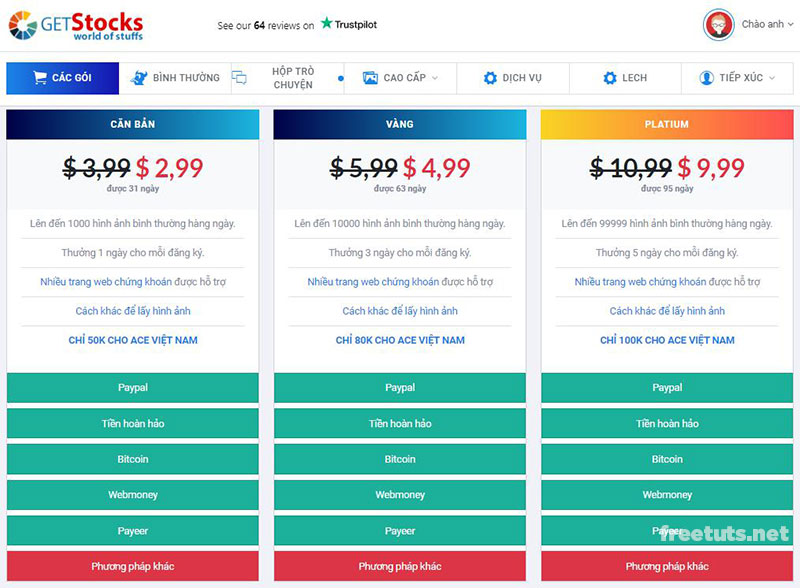 GETStocks
world of stuffs
See our 64 reviews on Trustpilot
Chào anh
CÁC GÓI
BÌNH THƯỜNG
HỘP TRÒ
CHUYỆN
CAO CẤP
DỊCH VỤ
LECH
TIẾP XÚC
CĂN BẢN
$ 3,99 $ 2,99
được 31 ngày
Lên đến 1000 hình ảnh bình thường hàng ngày.
Thưởng 1 ngày cho mỗi đăng ký.
Nhiều trang web chứng khoán được hỗ trợ
Cách khác để lấy hình ảnh
CHỈ 50K CHO ACE VIỆT NAM
Paypal
Tiền hoàn hảo
Bitcoin
Webmoney
Payeer
Phương pháp khác
VÀNG
$ 5,99 $ 4,99
được 63 ngày
Lên đến 10000 hình ảnh bình thường hàng ngày.
Thưởng 3 ngày cho mỗi đăng ký.
Nhiều trang web chứng khoán được hỗ trợ
Cách khác để lấy hình ảnh
CHỈ 80K CHO ACE VIỆT NAM
Paypal
Tiền hoàn hảo
Bitcoin
Webmoney
Payeer
Phương pháp khác
PLATIUM
$ 10,99 $ 9,99
được 95 ngày
Lên đến 99999 hình ảnh bình thường hàng ngày.
Thưởng 5 ngày cho mỗi đăng ký.
Nhiều trang web chứng khoán được hỗ trợ
Cách khác để lấy hình ảnh
CHỈ 100K CHO ACE VIỆT NAM
Paypal
Tiền hoàn hảo
Bitcoin
Webmoney
Payeer
freetuts.net
Phương pháp khác